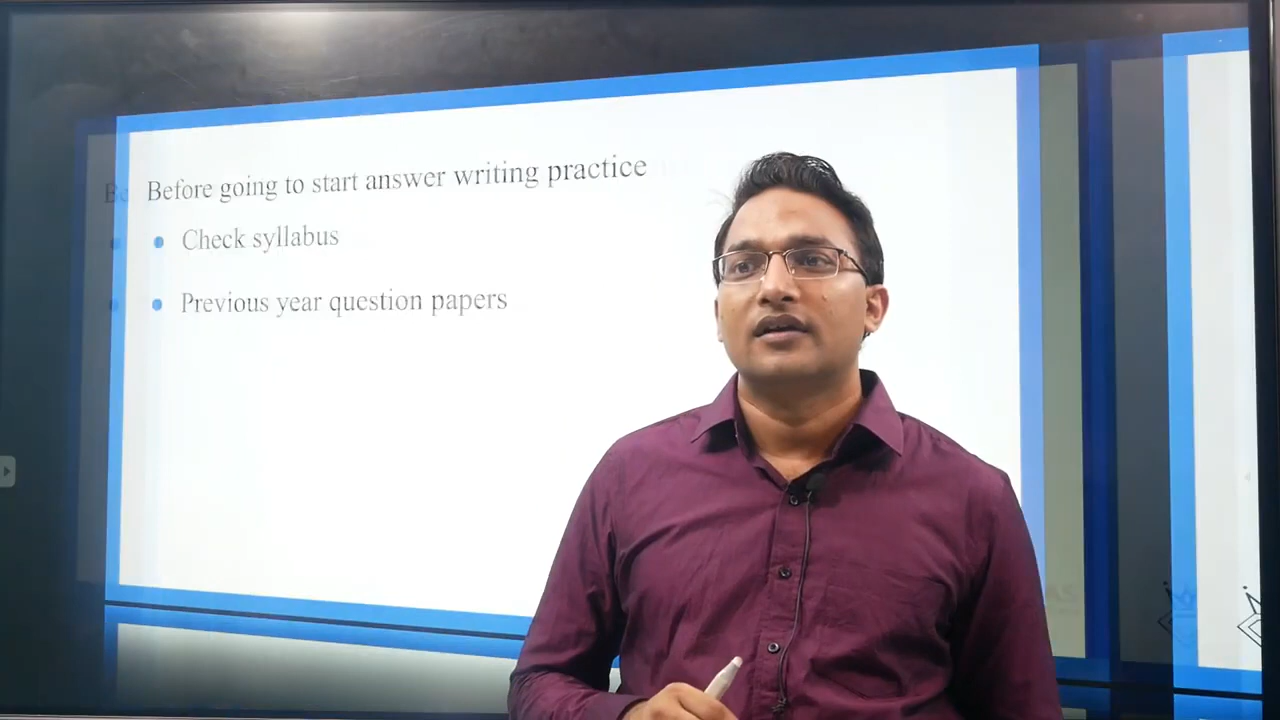 Before going to start answer writing practice
Check syllabus
Previous year question papers